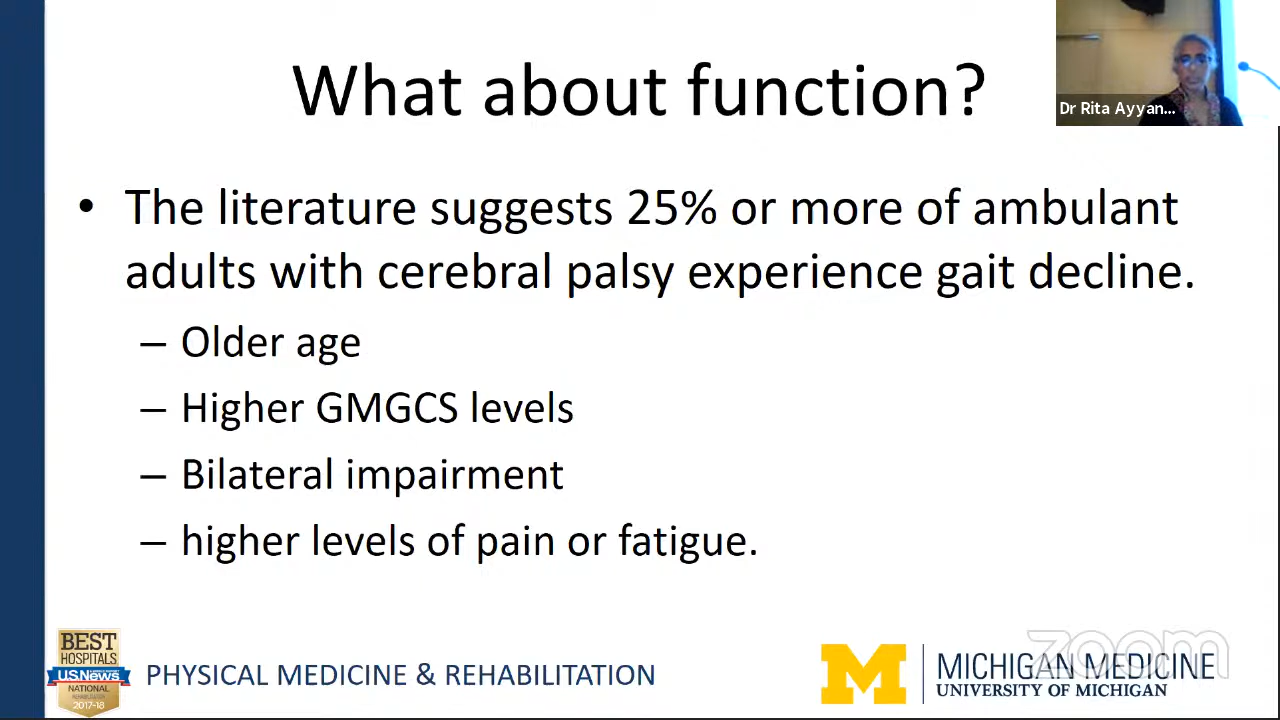 What about function?
Dr Rita Ayyan...
• The literature suggests 25% or more of ambulant
adults with cerebral palsy experience gait decline.
– Older age
– Higher GMGCS levels
– Bilateral impairment
– higher levels of pain or fatigue.
BEST
HOSPITALS
U.S.News
NATIONAL
REHABILITATION
2017-18
PHYSICAL MEDICINE & REHABILITATION
M
MICHIGAN MEDICINE
UNIVERSITY OF MICHIGAN
zoom